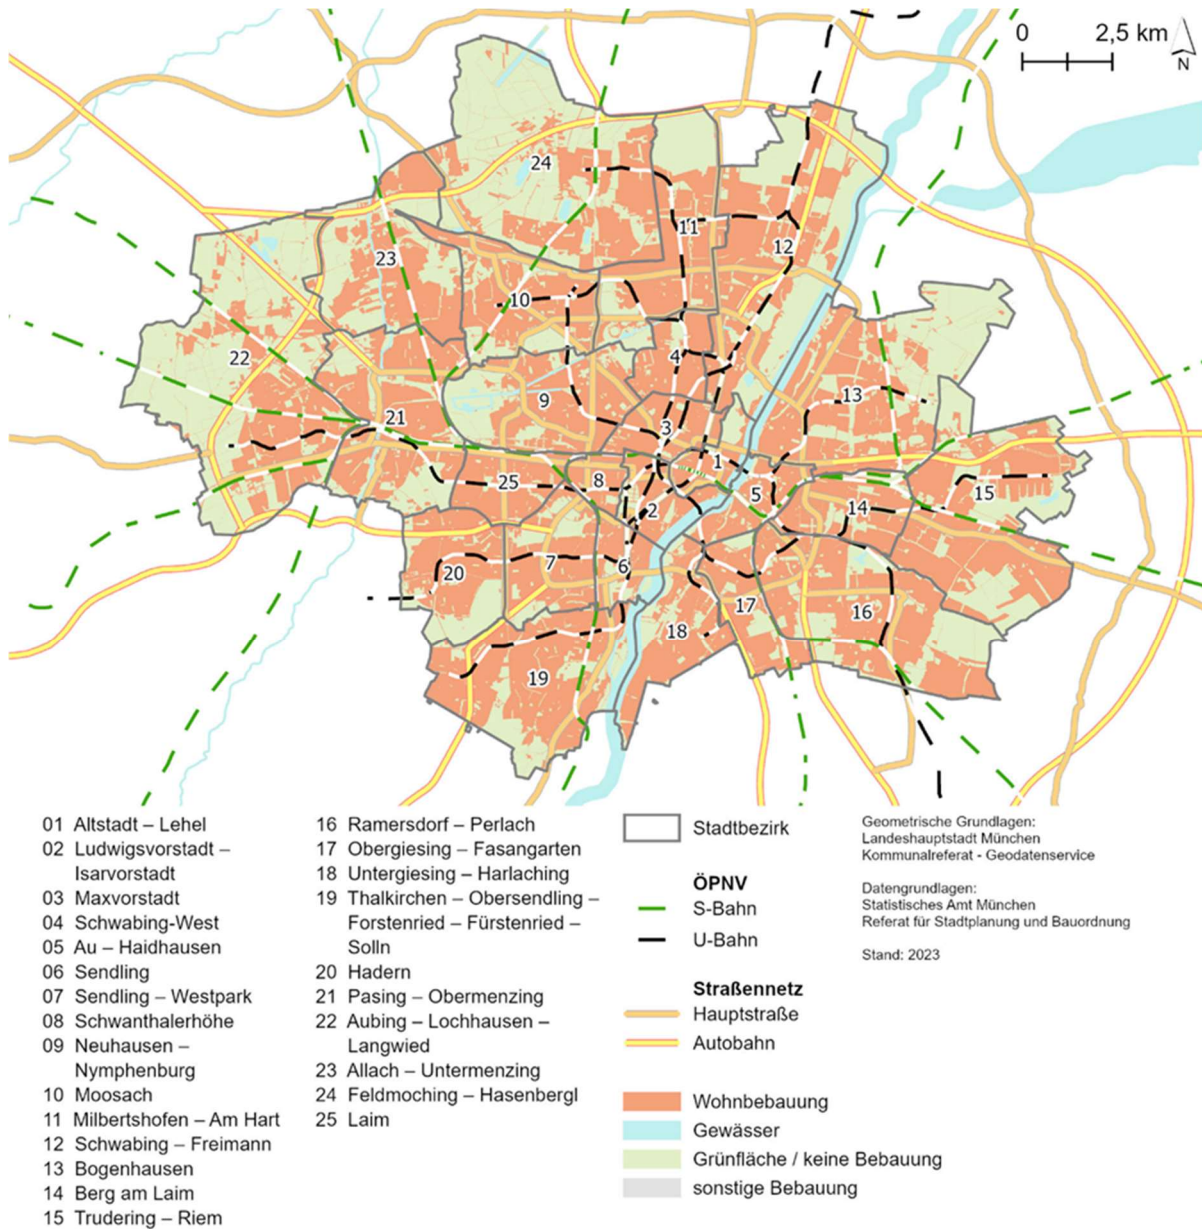 0 2,5 km
N
24
11
12
23
10
22
4
13
9
21
3
1
8
25
5
15
2
14
7
6
20
17
16
18
19
01 Altstadt – Lehel
02 Ludwigsvorstadt –
Isarvorstadt
03 Maxvorstadt
04 Schwabing-West
05 Au – Haidhausen
06 Sendling
07 Sendling – Westpark
08 Schwanthalerhöhe
09 Neuhausen –
Nymphenburg
10 Moosach
11 Milbertshofen – Am Hart
12 Schwabing – Freimann
13 Bogenhausen
14 Berg am Laim
15 Trudering – Riem
16 Ramersdorf – Perlach
17 Obergiesing – Fasangarten
18 Untergiesing – Harlaching
19 Thalkirchen – Obersendling –
Forstenried – Fürstenried –
Solln
20 Hadern
21 Pasing – Obermenzing
22 Aubing – Lochhausen –
Langwied
23 Allach – Untermenzing
24 Feldmoching – Hasenbergl
25 Laim
Stadtbezirk
ÖPNV
S-Bahn
U-Bahn
Straßennetz
Hauptstraße
Autobahn
Wohnbebauung
Gewässer
Grünfläche / keine Bebauung
sonstige Bebauung
Geometrische Grundlagen:
Landeshauptstadt München
Kommunalreferat - Geodatenservice
Datengrundlagen:
Statistisches Amt München
Referat für Stadtplanung und Bauordnung
Stand: 2023